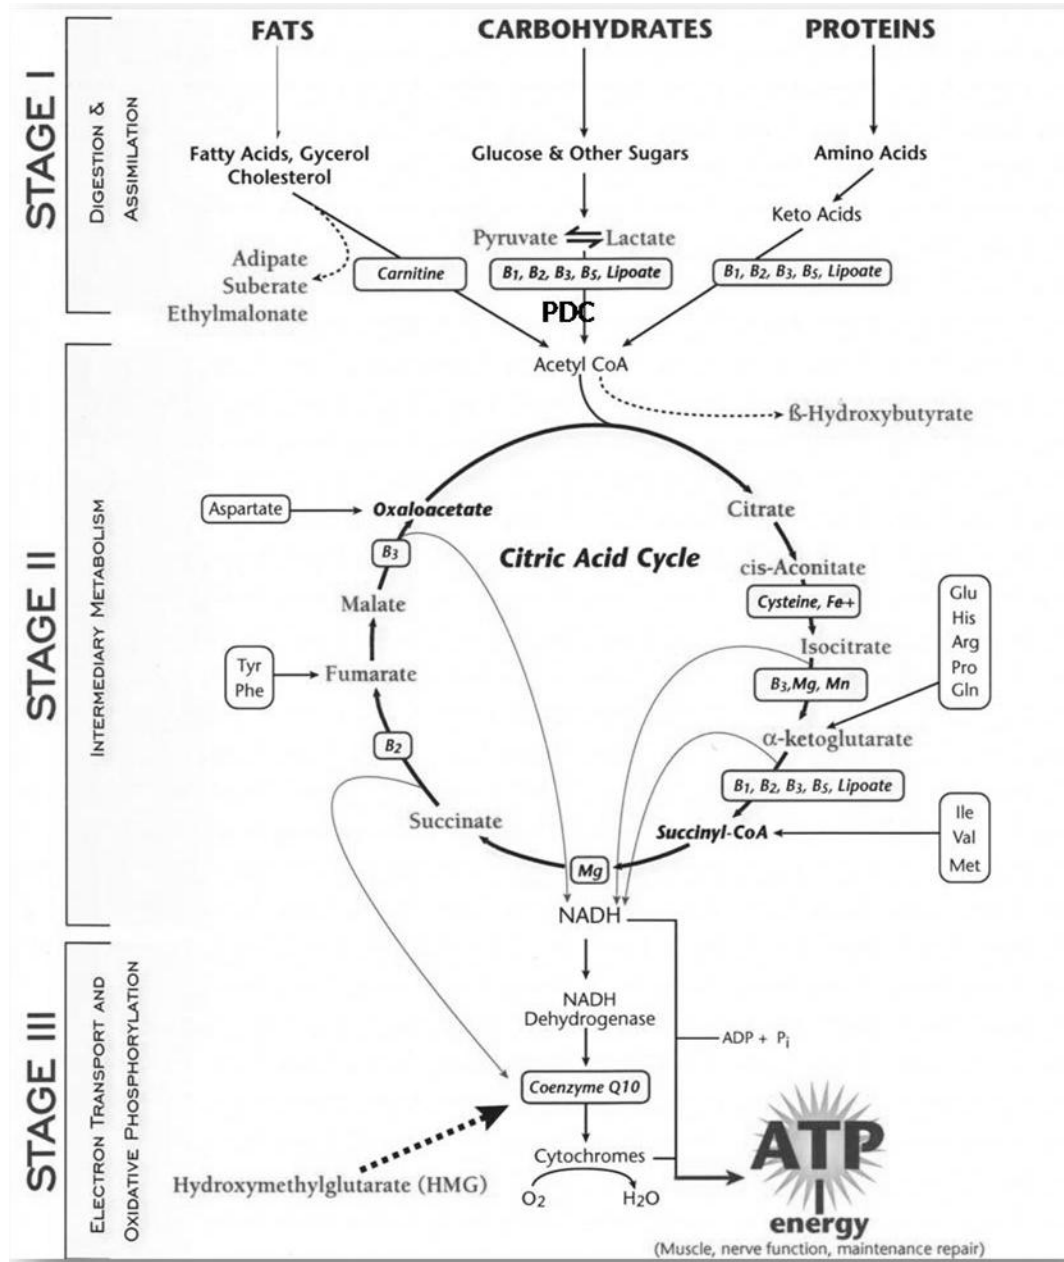 FATS
CARBOHYDRATES
PROTEINS
STAGE I
DIGESTION &
ASSIMILATION
Fatty Acids, Gycerol
Cholesterol
Glucose & Other Sugars
Amino Acids
Keto Acids
Pyruvate
Lactate
Adipate
Suberate
Ethylmalonate
Carnitine
B1, B2, B3, B5, Lipoate
B1, B2, B3, B5, Lipoate
PDC
Acetyl CoA
ß-Hydroxybutyrate
STAGE II
INTERMEDIARY METABOLISM
Aspartate
Oxaloacetate
Citrate
B3
Citric Acid Cycle
cis-Aconitate
Cysteine, Fe+
Malate
Isocitrate
Glu
His
Arg
Pro
Gln
Tyr
Phe
Fumarate
B3,Mg, Mn
α-ketoglutarate
B2
B1, B2, B3, B5, Lipoate
Succinate
Succinyl-CoA
Ile
Val
Met
Mg
NADH
STAGE III
ELECTRON TRANSPORT AND
OXIDATIVE PHOSPHORYLATION
NADH
Dehydrogenase
ADP + Pi
Coenzyme Q10
Cytochromes
Hydroxymethylglutarate (HMG)
O2
H2O
ATP
energy
(Muscle, nerve function, maintenance repair)